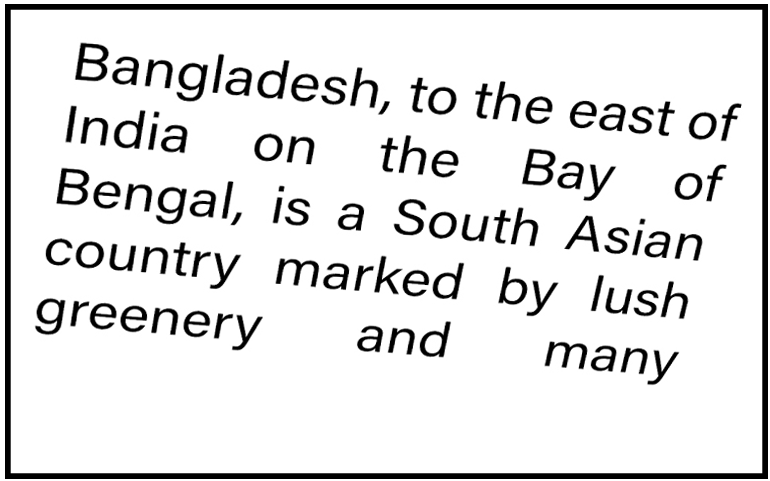 Bangladesh, to the east of
India on the Bay of
Bengal, is a South Asian
country marked by lush
greenery and many